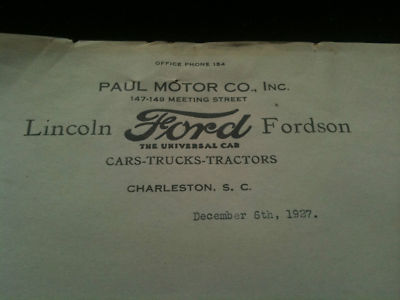 OFFICE PHONE 154
PAUL MOTOR CO., INC.
147-149 MEETING STREET
Lincoln Ford Fordson
THE UNIVERSAL CAR
CARS-TRUCKS-TRACTORS
CHARLESTON, S. C.
December 6th, 1927.